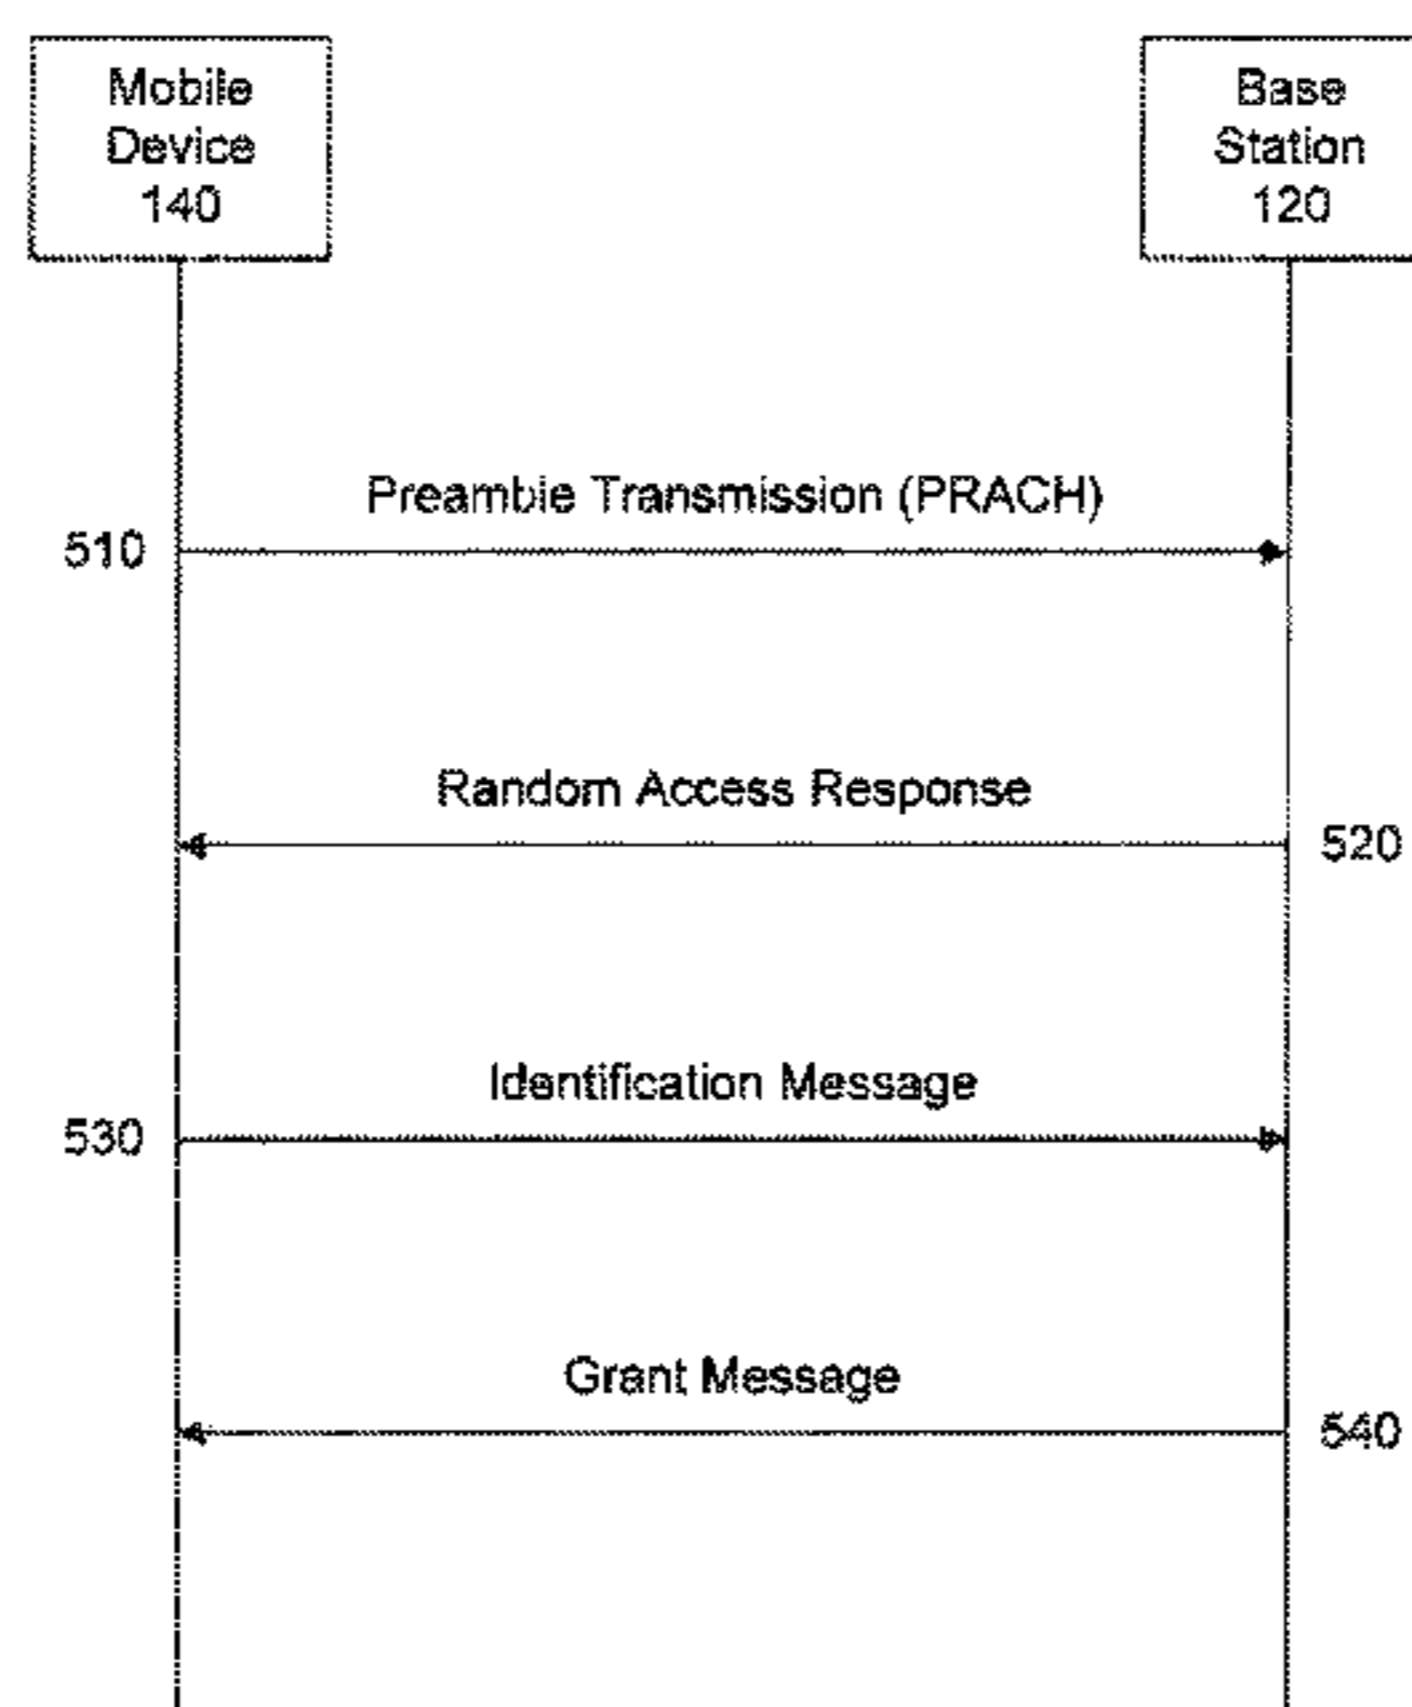 Mobile
Device
140
Base
Station
120
Preamble Transmission (PRACH)
510
Random Access Response
520
Identification Message
530
Grant Message
540